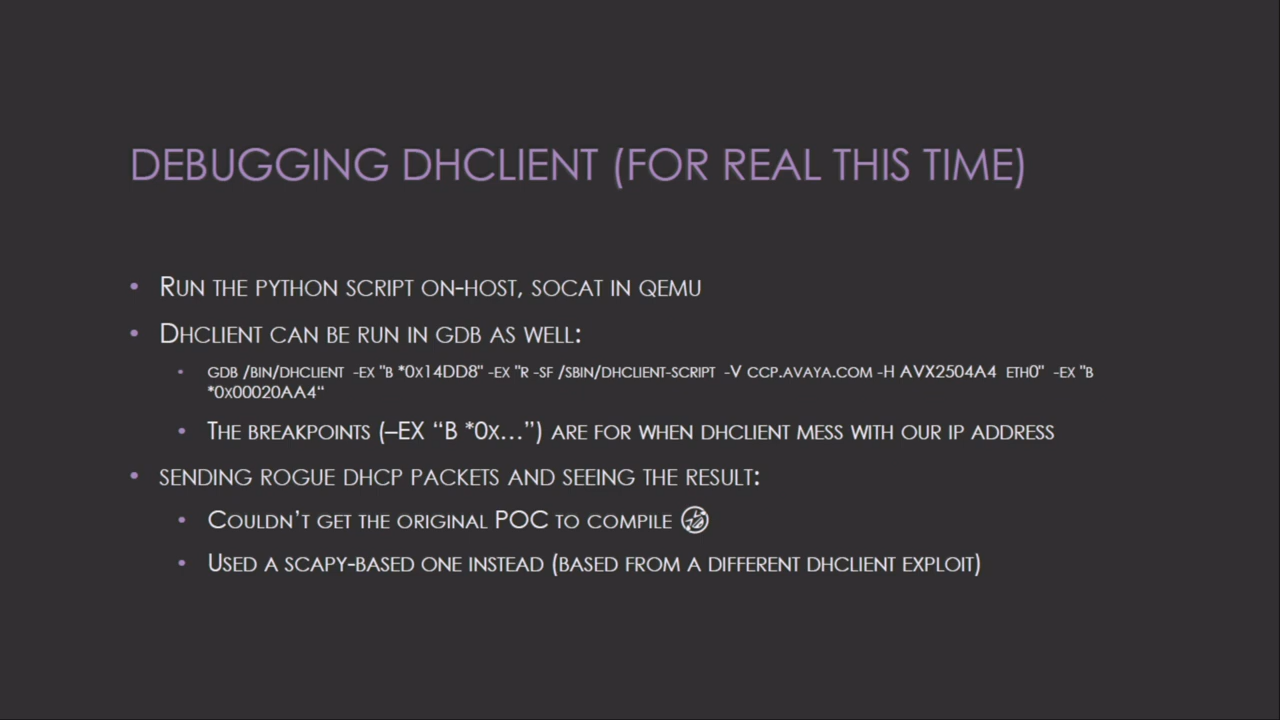 DEBUGGING DHCLIENT (FOR REAL THIS TIME)
• RUN THE PYTHON SCRIPT ON-HOST, SOCAT IN QEMU
• DHCLIENT CAN BE RUN IN GDB AS WELL:
• GDB /BIN/DHCLIENT -EX "B *0X14DD8" -EX "R -SF /SBIN/DHCLIENT-SCRIPT -V CCP.AVAYA.COM -H AVX2504A4 ETH0" -EX "B
*0X00020AA4“
• THE BREAKPOINTS (–EX “B *0X…”) ARE FOR WHEN DHCLIENT MESS WITH OUR IP ADDRESS
• SENDING ROGUE DHCP PACKETS AND SEEING THE RESULT:
• COULDN’T GET THE ORIGINAL POC TO COMPILE
• USED A SCAPY-BASED ONE INSTEAD (BASED FROM A DIFFERENT DHCLIENT EXPLOIT)